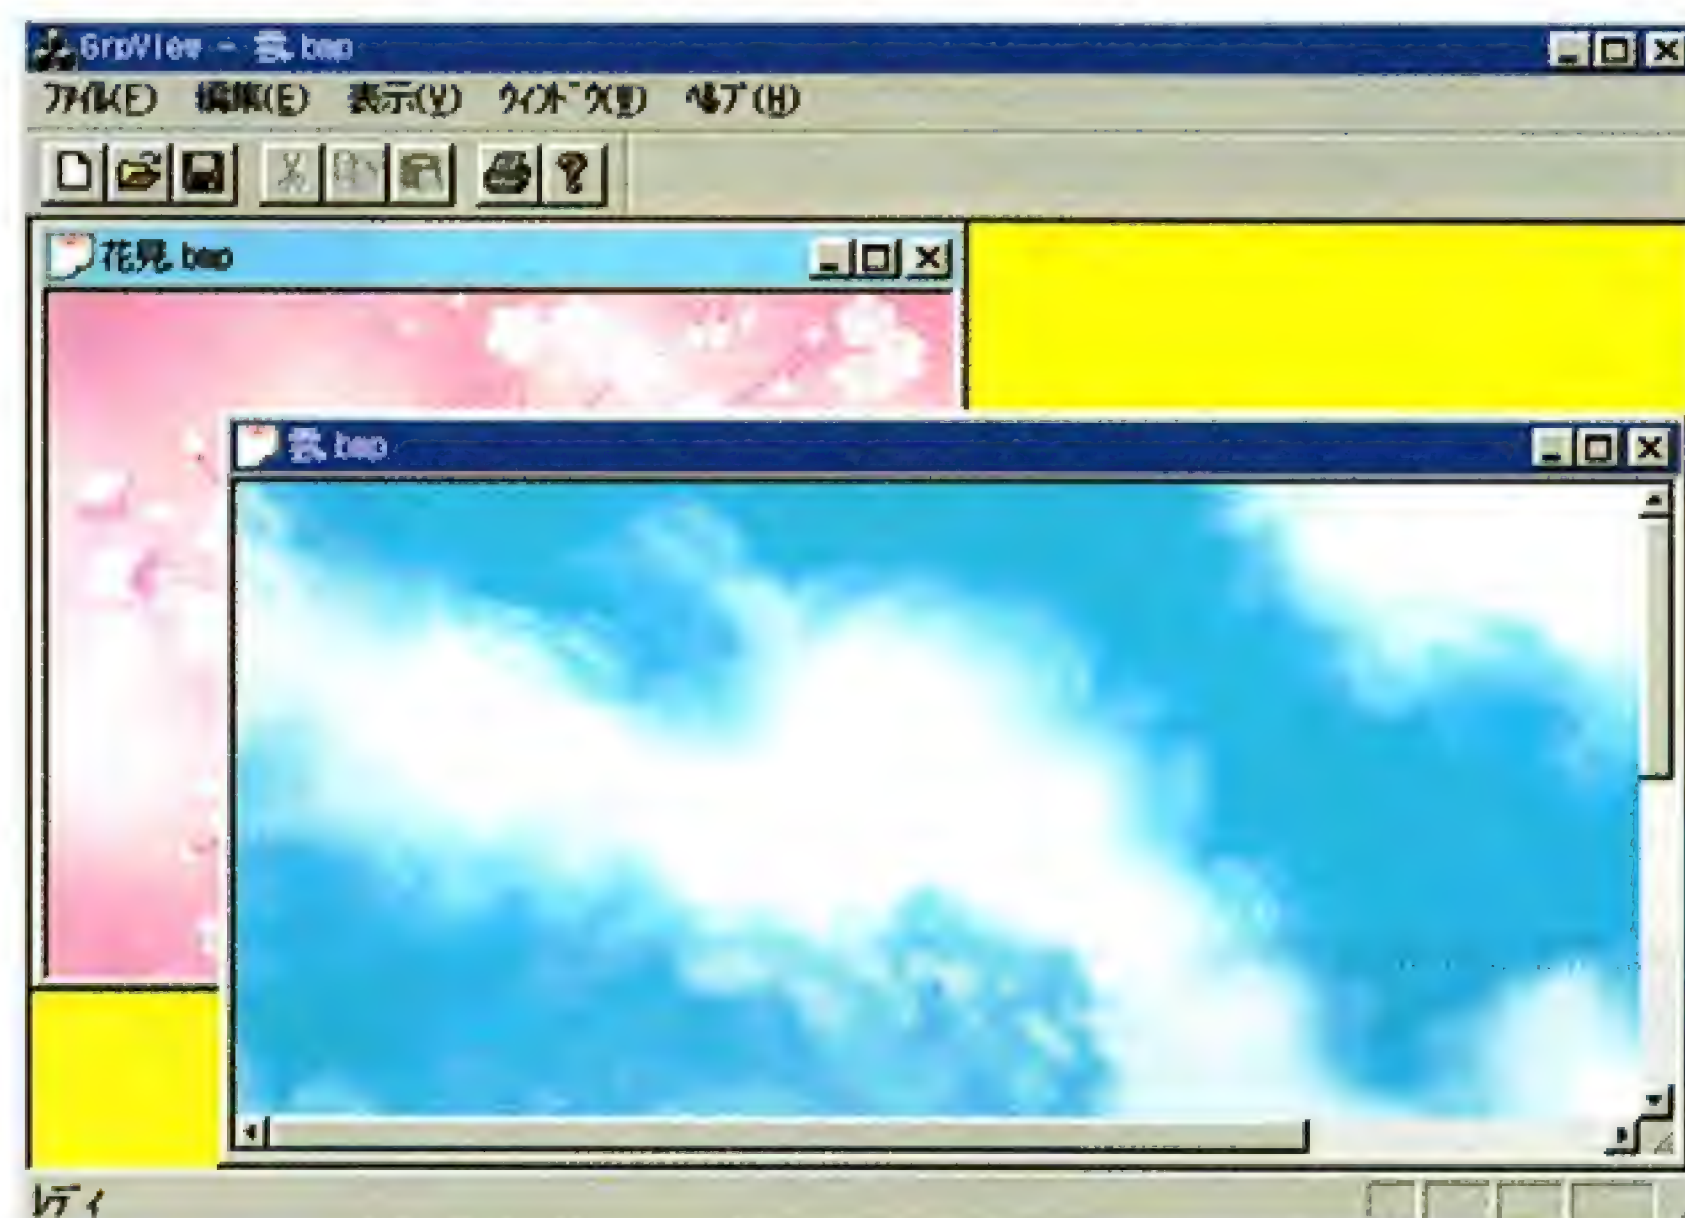 GrpView - 雲.bmp
ﾌｧｲﾙ(F) 編集(E) 表示(V) ｳｨﾝﾄﾞｳ(W) ﾍﾙﾌﾟ(H)
花見.bmp
雲.bmp
ﾚﾃﾞｨ